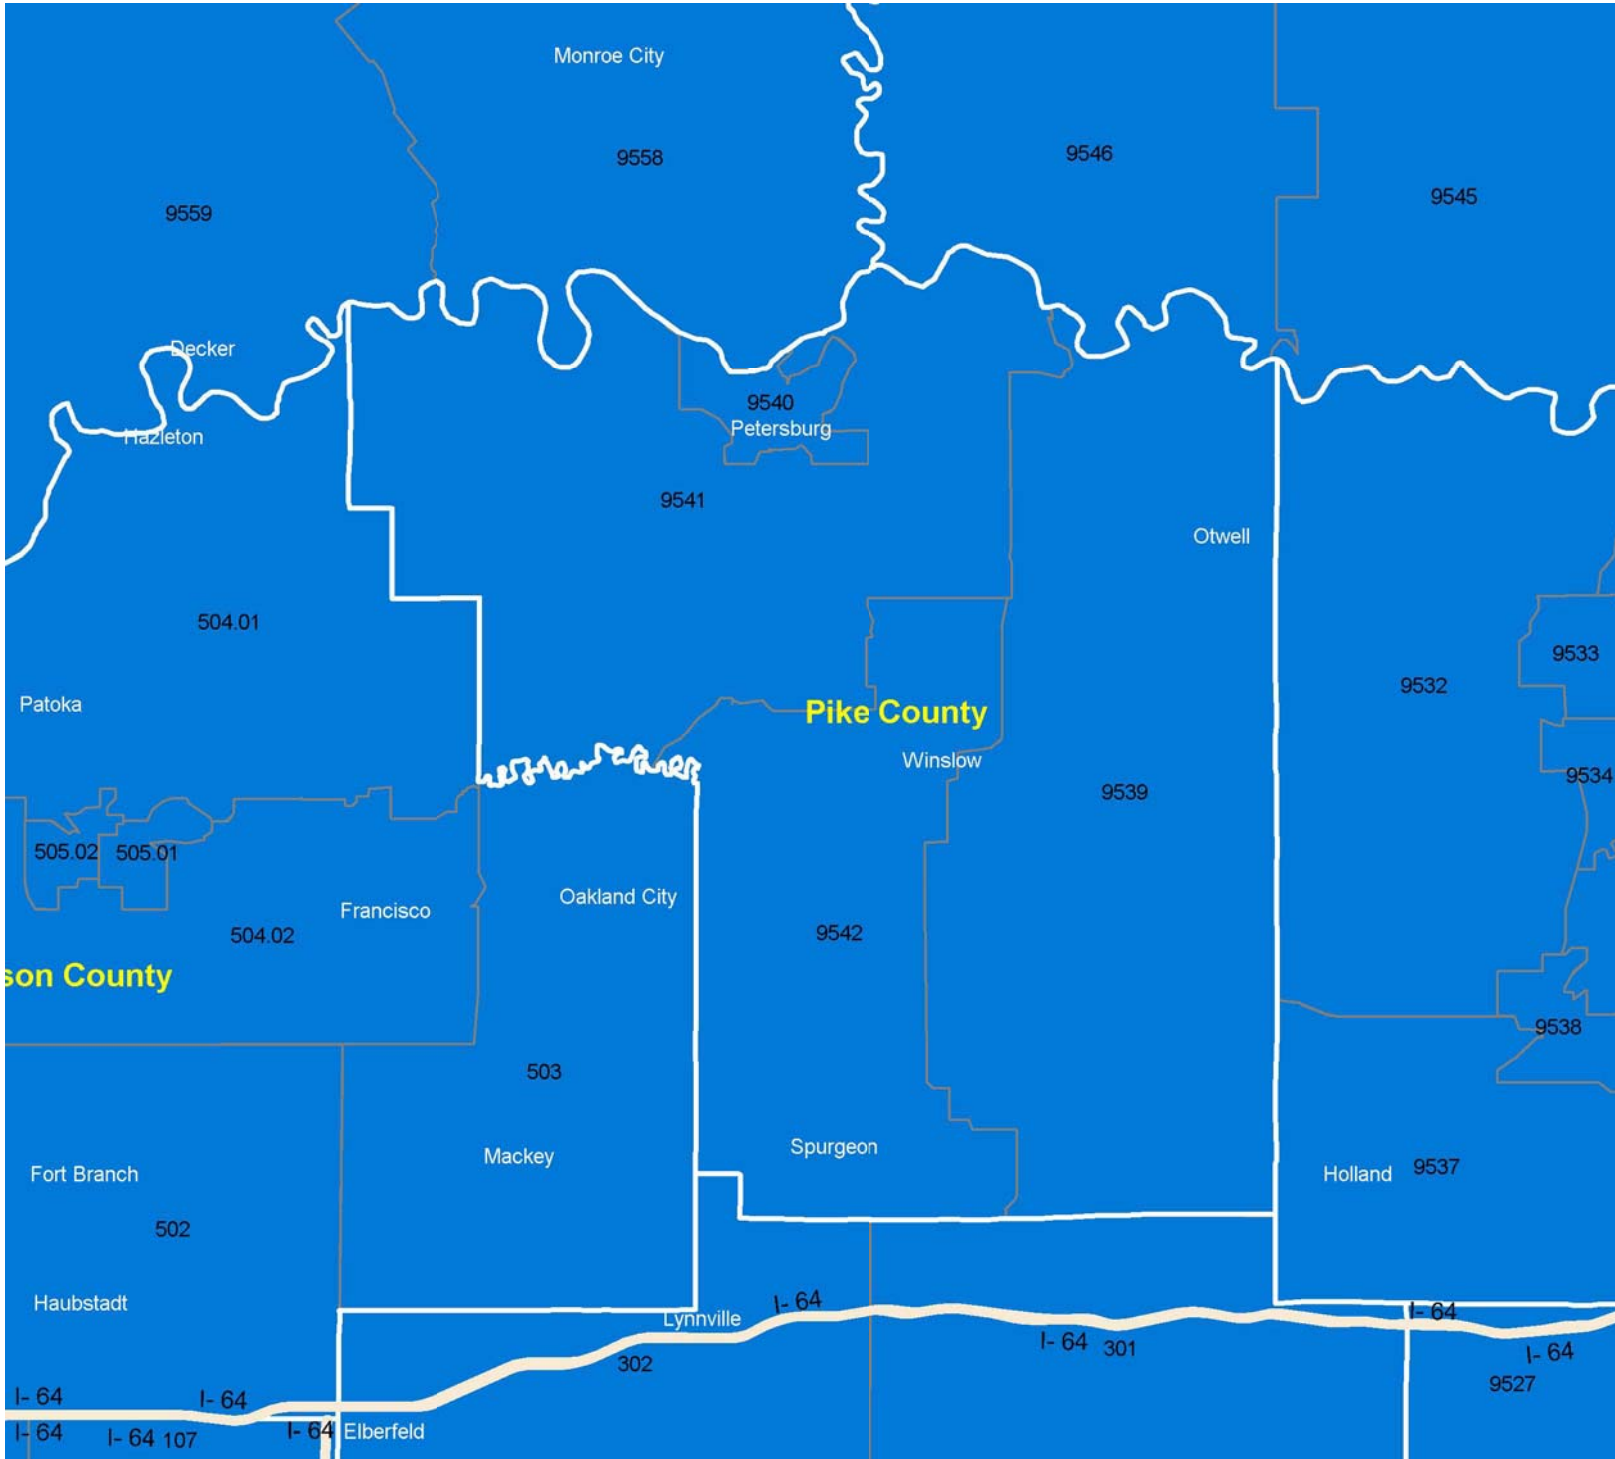 Monroe City
9558
9546
9545
9559
Decker
9540
Petersburg
Hazleton
9541
Otwell
504.01
9533
9532
Patoka
Pike County
Winslow
9534
9539
505.02
505.01
Oakland City
Francisco
504.02
9542
son County
9538
503
Spurgeon
Mackey
Fort Branch
Holland
9537
502
Haubstadt
I- 64
I- 64
Lynnville
I- 64
301
I- 64
302
9527
I- 64
I- 64
I- 64
I- 64
107
I- 64
Elberfeld